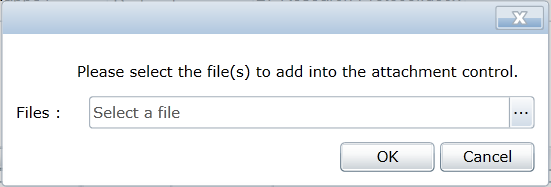 Please select the file(s) to add into the attachment control.
Files :
Select a file
...
OK
Cancel